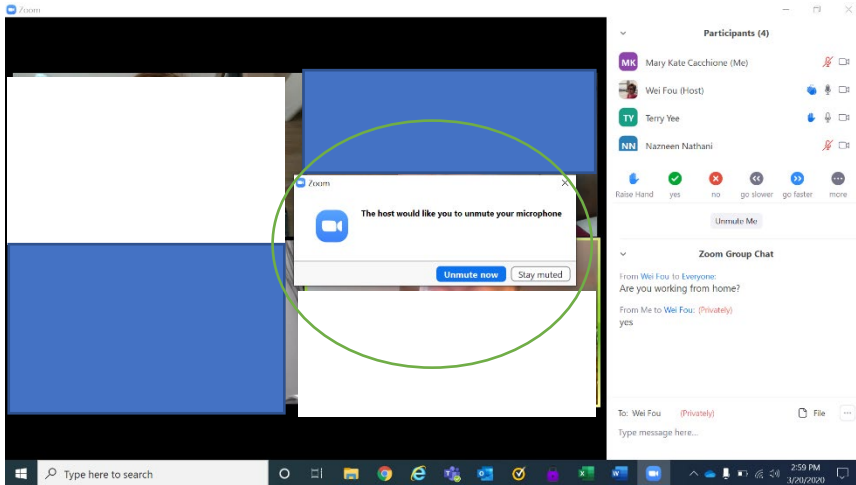 Zoom
Participants (4)
MK Mary Kate Cacchione (Me)
Wei Fou (Host)
TY Terry Yee
NN Nazneen Nathani
Raise Hand yes no go slower go faster more
Unmute Me
Zoom
The host would like you to unmute your microphone
Unmute now Stay muted
Zoom Group Chat
From Wei Fou to Everyone:
Are you working from home?
From Me to Wei Fou: (Privately)
yes
To: Wei Fou (Privately) File
Type message here...
Type here to search
2:59 PM
3/20/2020